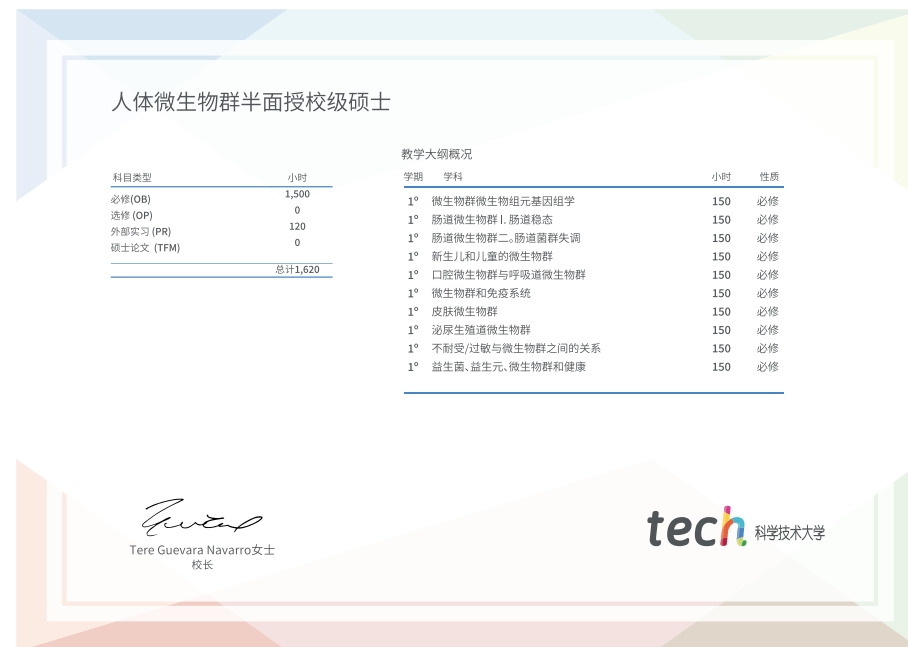 人体微生物群半面授校级硕士
科目类型 小时
必修(OB) 1,500
选修 (OP) 0
外部实习 (PR) 120
硕士论文 (TFM) 0
总计1,620
教学大纲概况
学期 学科 小时 性质
1º 微生物群微生物组元基因组学 150 必修
1º 肠道微生物群 I. 肠道稳态 150 必修
1º 肠道微生物群二。肠道菌群失调 150 必修
1º 新生儿和儿童的微生物群 150 必修
1º 口腔微生物群与呼吸道微生物群 150 必修
1º 微生物群和免疫系统 150 必修
1º 皮肤微生物群 150 必修
1º 泌尿生殖道微生物群 150 必修
1º 不耐受/过敏与微生物群之间的关系 150 必修
1º 益生菌、益生元、微生物群和健康 150 必修
Tere Guevara Navarro女士
校长
tech 科学技术大学